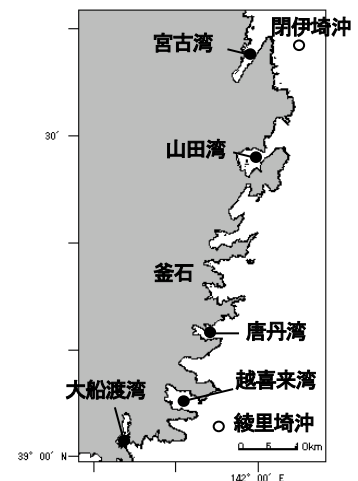 閉伊埼沖
宮古湾
30′
山田湾
釜石
唐丹湾
越喜来湾
大船渡湾
綾里埼沖
0 5 10km
39° 00′ N
142° 00′ E